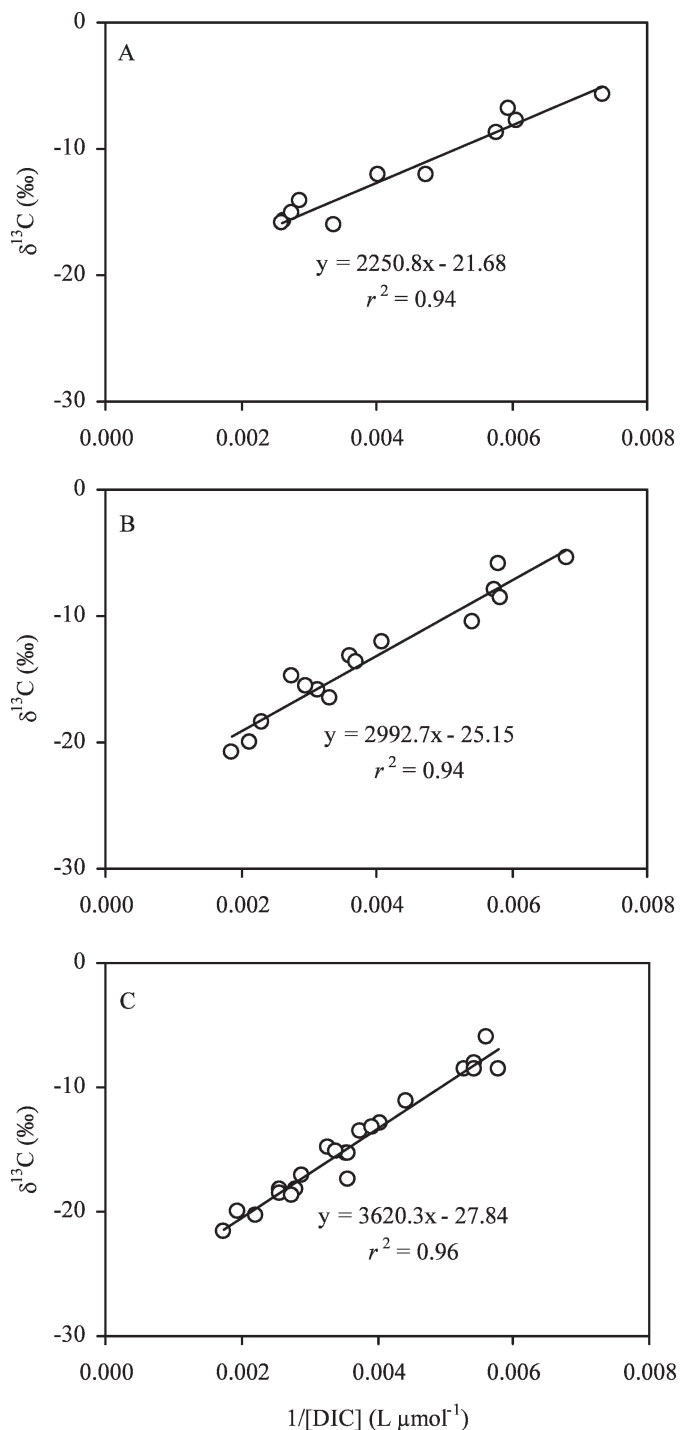 0
A
-10
δ13C (‰)
y = 2250.8x - 21.68
-20
r2 = 0.94
-30
0.000 0.002 0.004 0.006 0.008
0
B
-10
δ13C (‰)
y = 2992.7x - 25.15
-20
r2 = 0.94
-30
0.000 0.002 0.004 0.006 0.008
0
C
-10
δ13C (‰)
y = 3620.3x - 27.84
-20
r2 = 0.96
-30
0.000 0.002 0.004 0.006 0.008
1/[DIC] (L μmol-1)